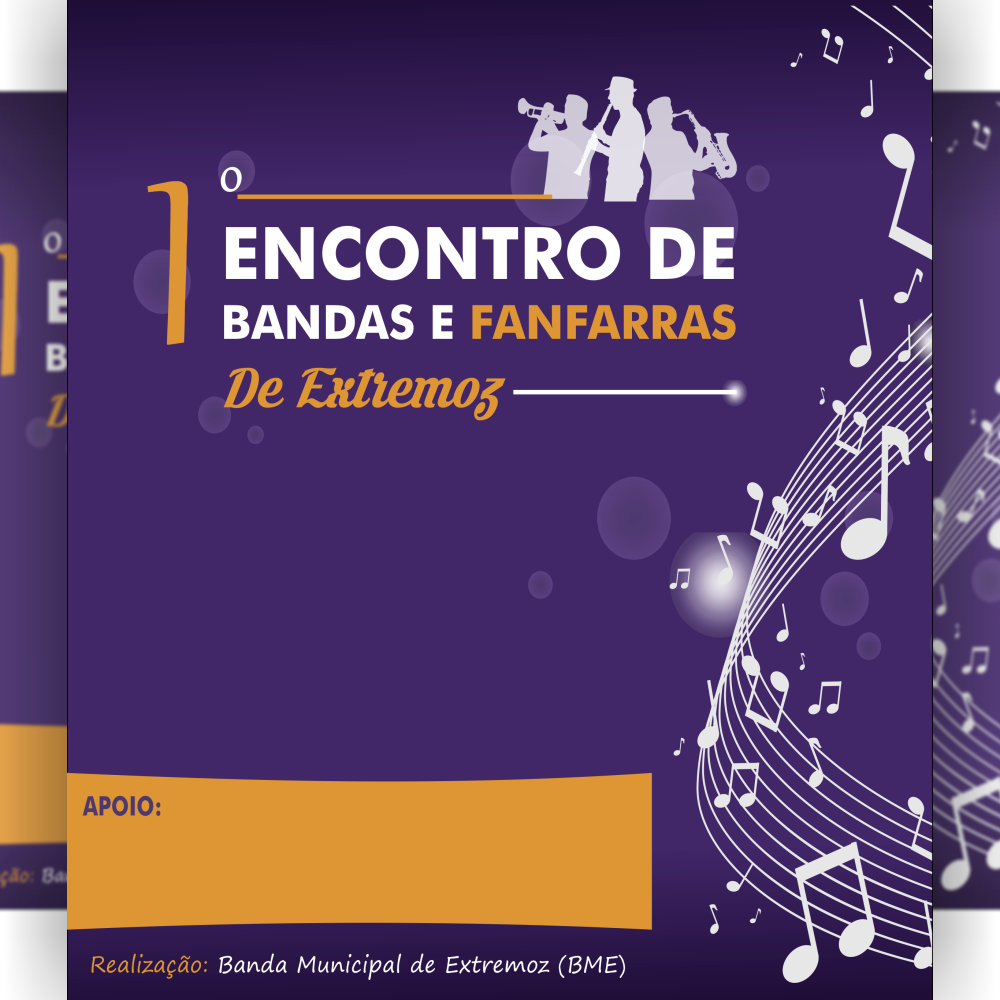 1º
ENCONTRO DE
BANDAS E FANFARRAS
De Extremoz
APOIO:
Realização: Banda Municipal de Extremoz (BME)